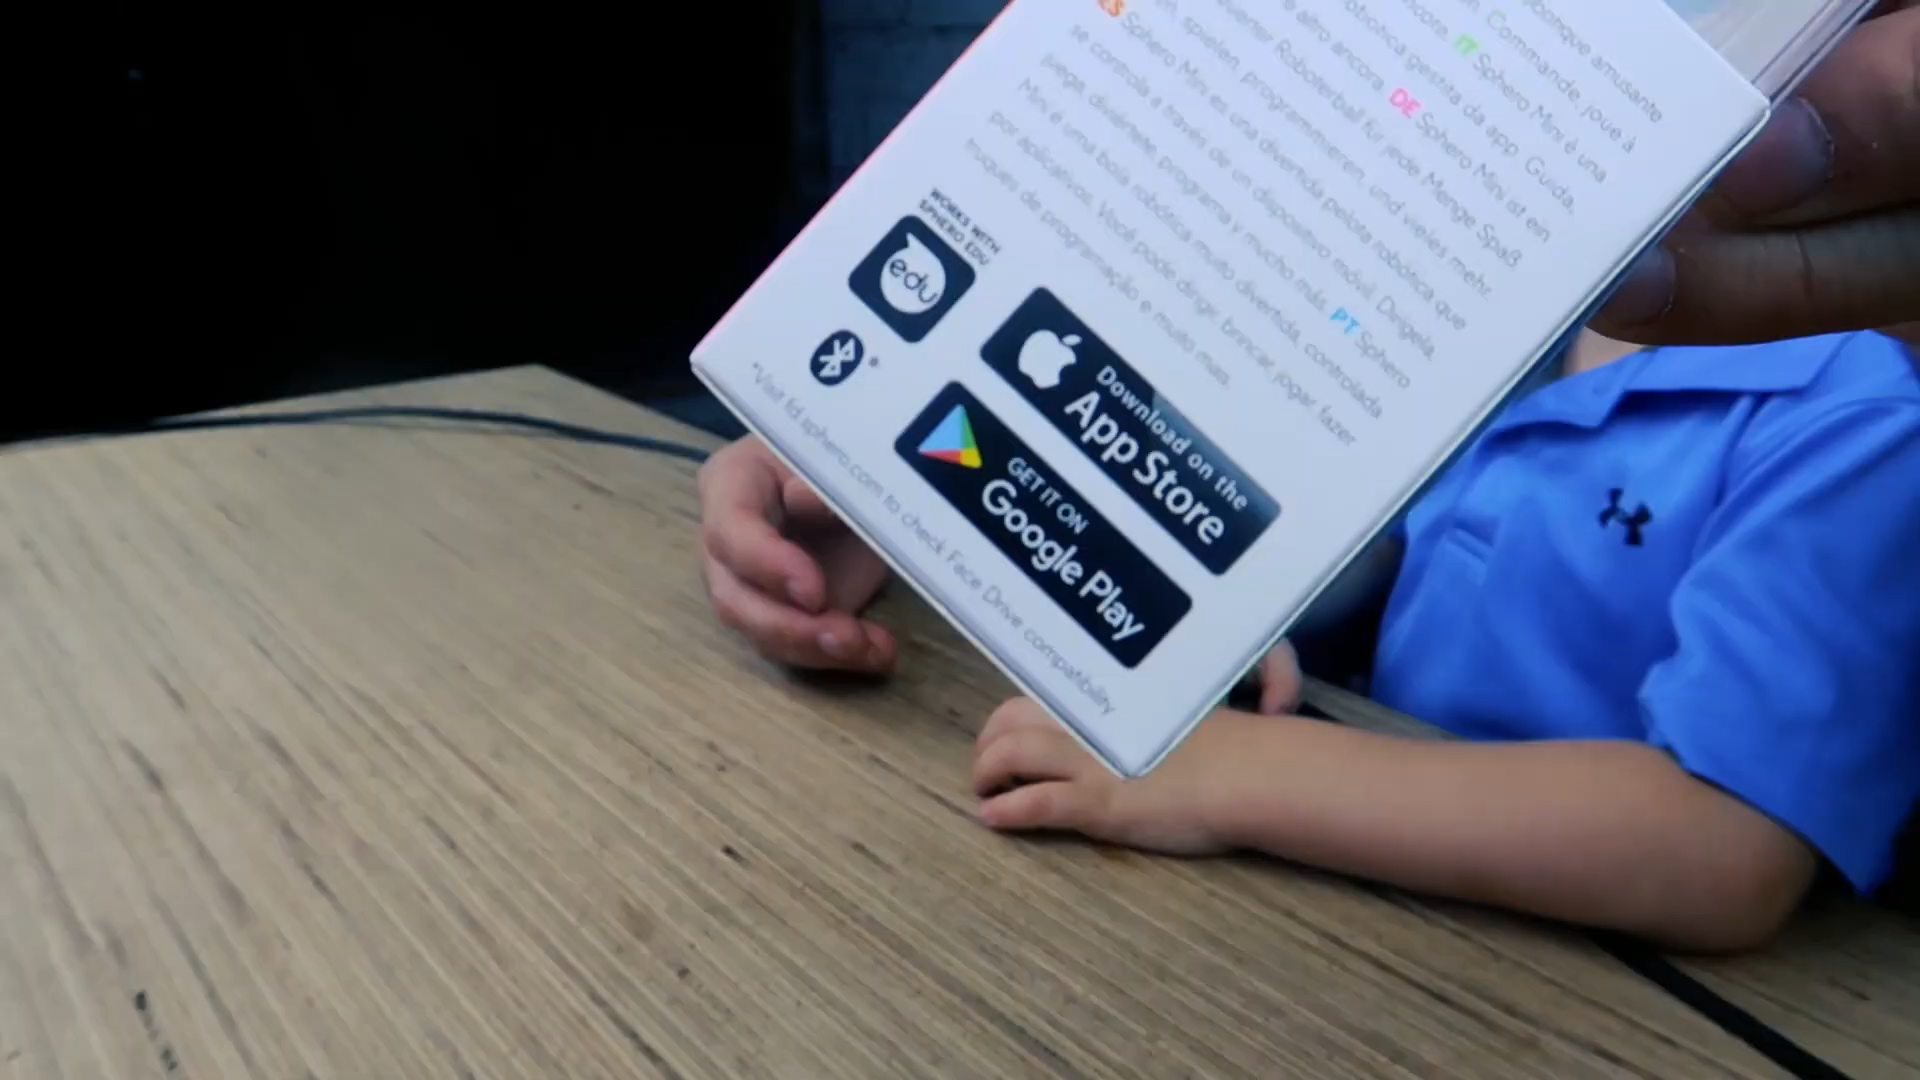 botique amusante
Commande, joue à
IT Sphero Mini é una
robotica gestita da app. Guida,
e altro ancora. DE Sphero Mini ist ein
Roboterball für jede Menge Spaß
spielen, programmieren, und vieles mehr.
ES Sphero Mini es una divertida pelota robótica que
se controla a través de un dispositivo móvil. Dirígela,
juega, diviértete, programa y mucho más. PT Sphero
Mini é uma bola robótica muito divertida, controlada
por aplicativos. Você pode dirigir, brincar, jogar, fazer
truques de programação e muito mas.
WORKS WITH
SPHERO EDU
edu
Download on the
App Store
GET IT ON
Google Play
*Visit fd.sphero.com to check Face Drive compatibility